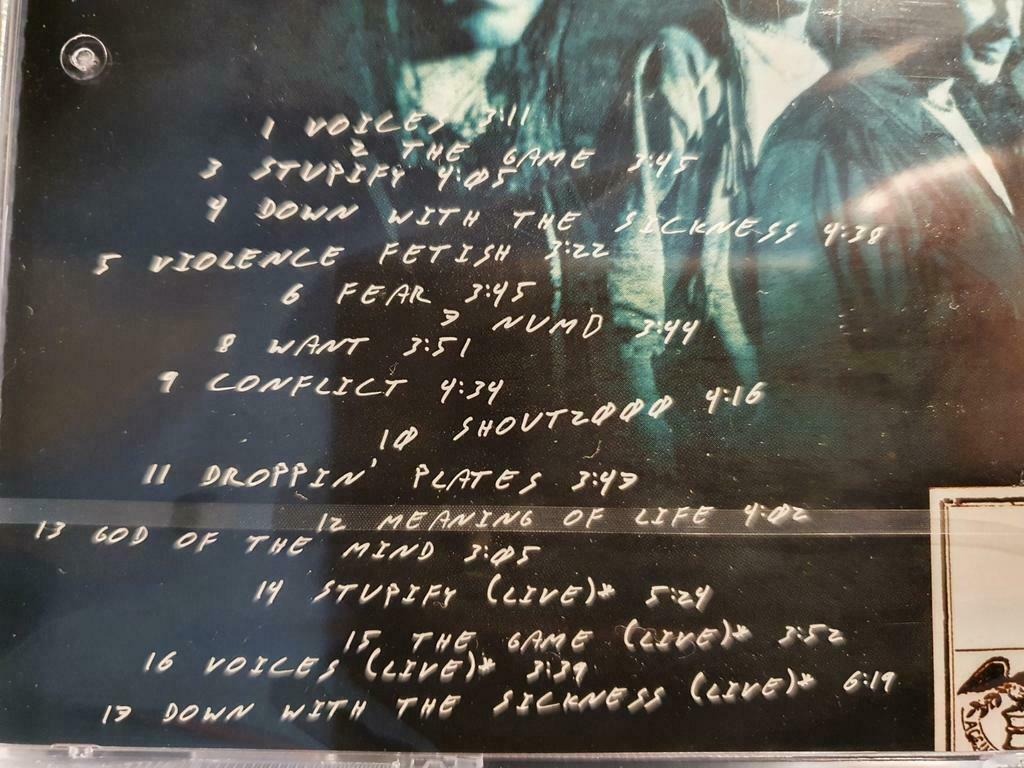 1 VOICES 3:11
2 THE GAME 3:45
3 STUPIFY 4:05
4 DOWN WITH THE SICKNESS 4:38
5 VIOLENCE FETISH 3:22
6 FEAR 3:45
7 NUMB 3:44
8 WANT 3:51
9 CONFLICT 4:34
10 SHOUT2000 4:16
11 DROPPIN' PLATES 3:47
12 MEANING OF LIFE 4:02
13 GOD OF THE MIND 3:05
14 STUPIFY (LIVE)* 5:24
15 THE GAME (LIVE)* 3:52
16 VOICES (LIVE)* 3:39
17 DOWN WITH THE SICKNESS (LIVE)* 6:19